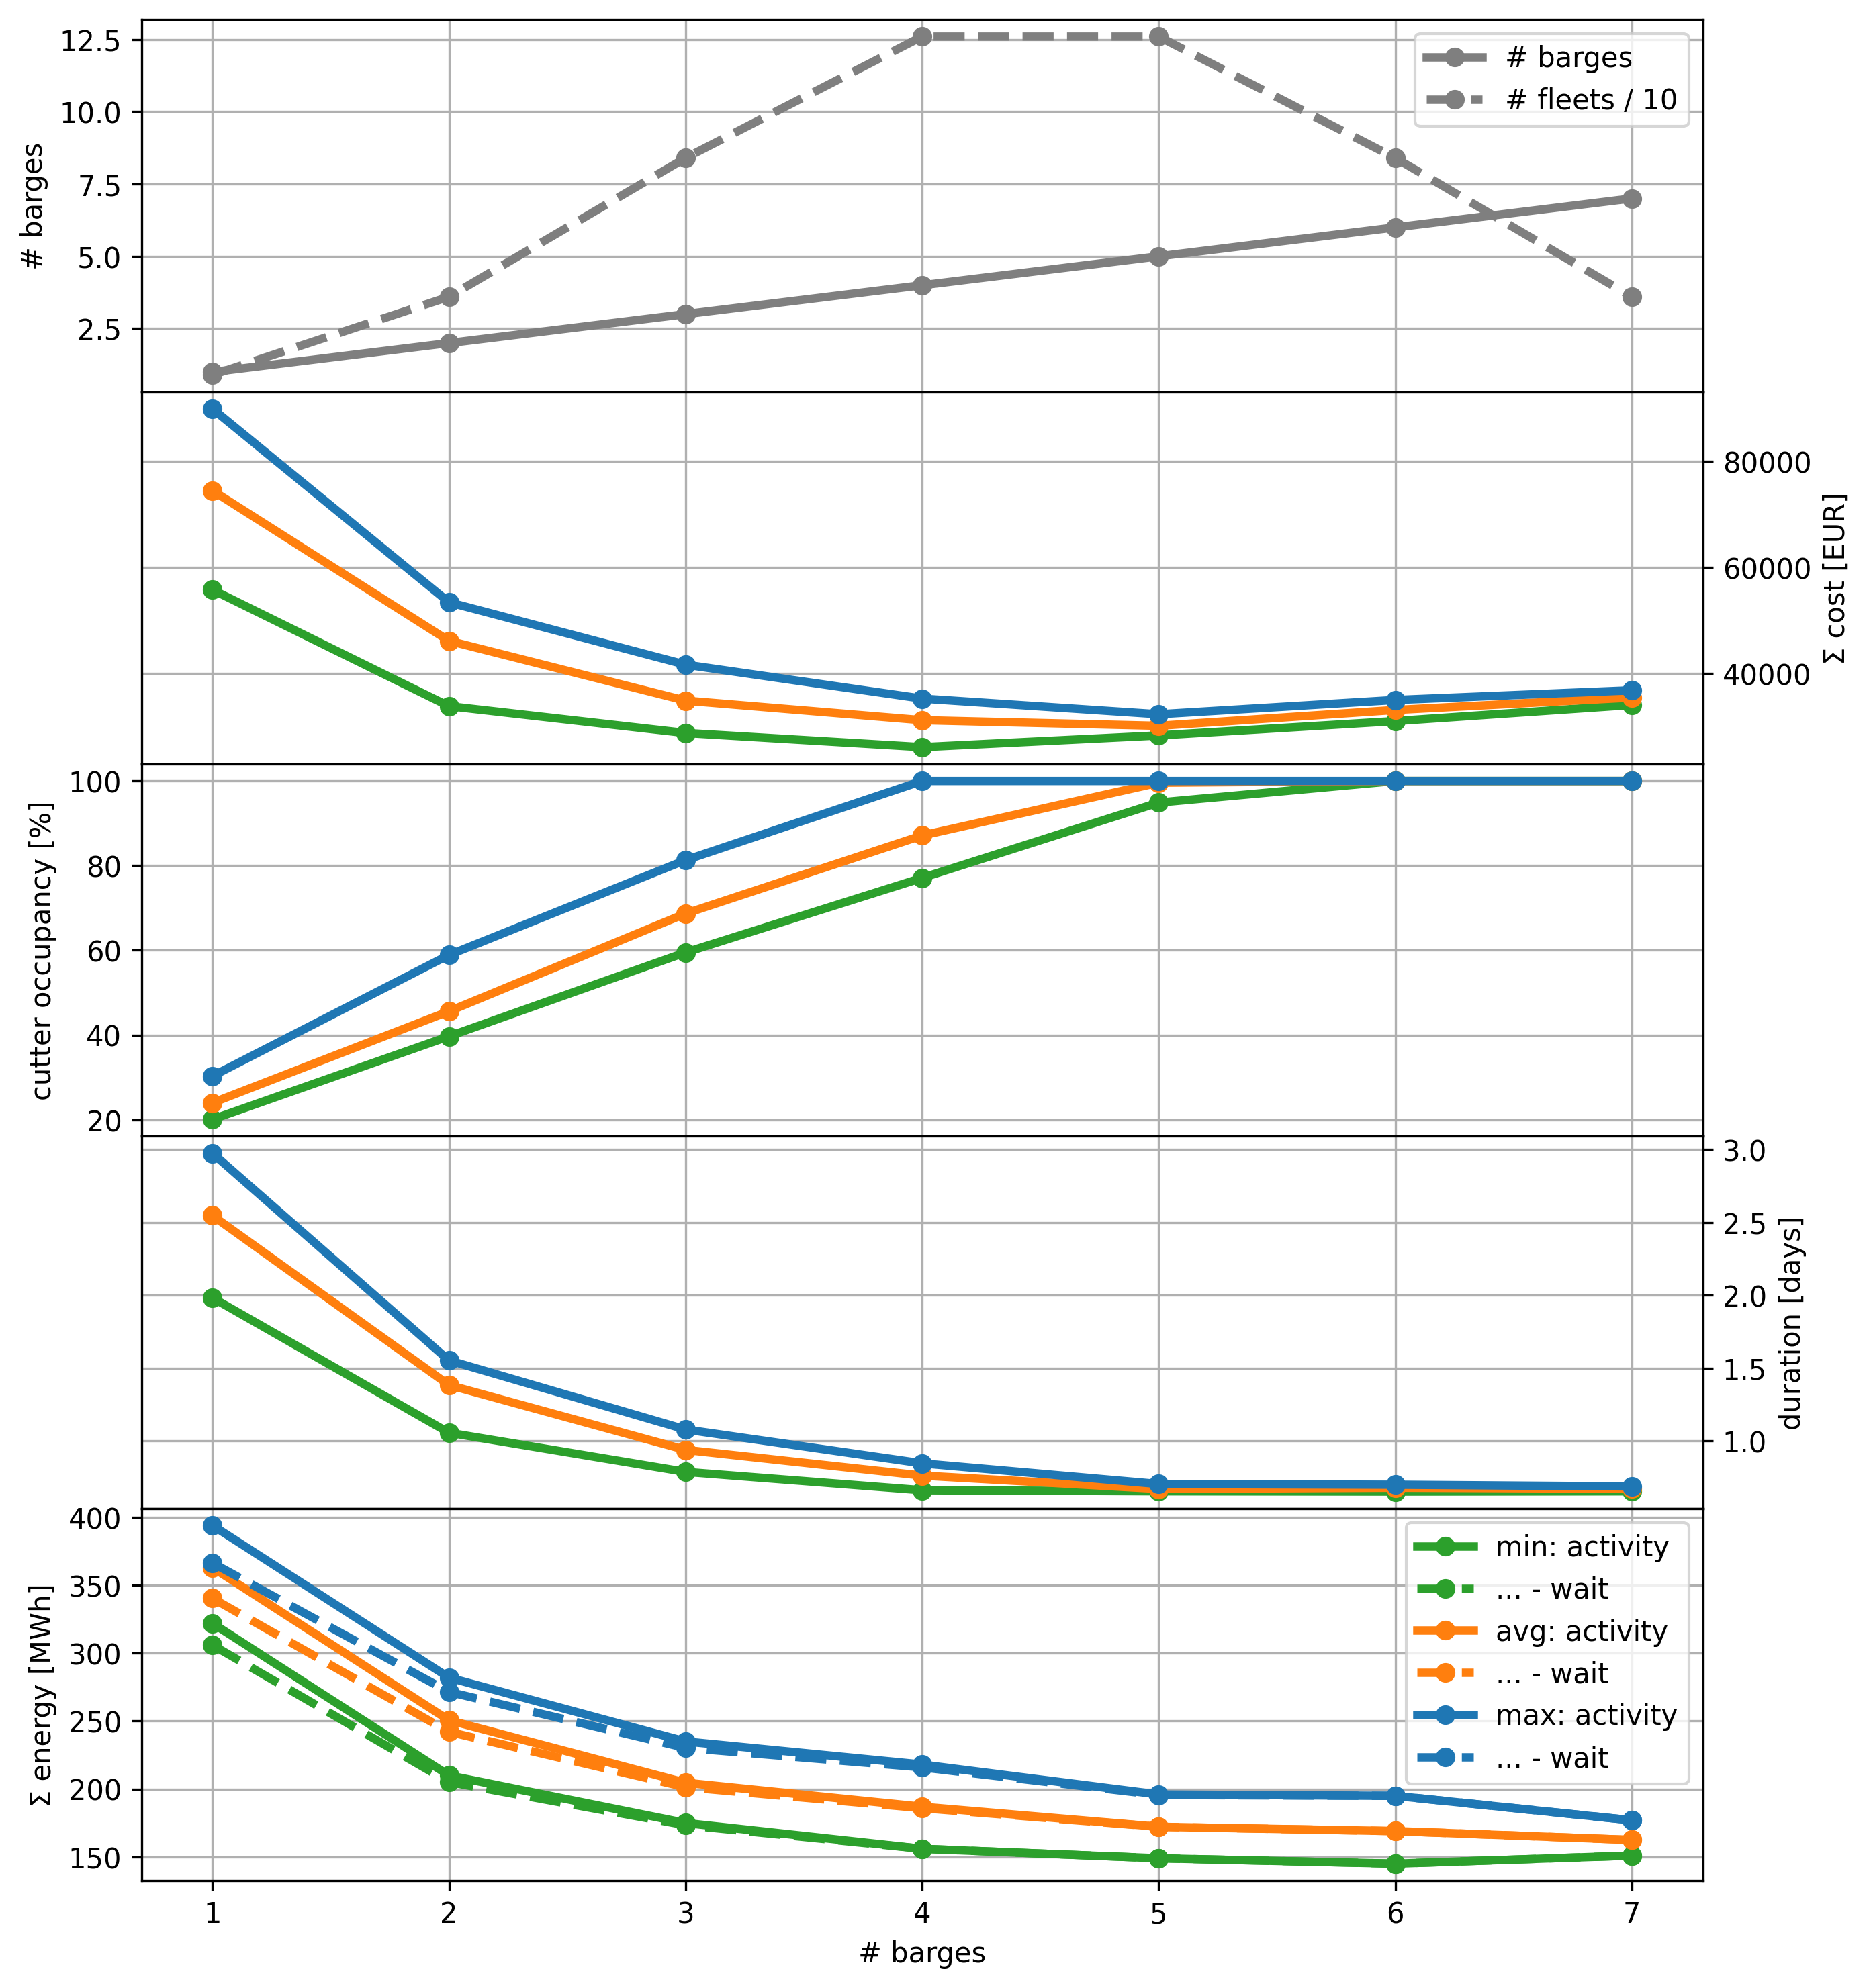 12.5
10.0
7.5
5.0
2.5
# barges
# barges
# fleets / 10
80000
60000
40000
Σ cost [EUR]
100
80
60
40
20
cutter occupancy [%]
3.0
2.5
2.0
1.5
1.0
duration [days]
400
350
300
250
200
150
Σ energy [MWh]
min: activity
... - wait
avg: activity
... - wait
max: activity
... - wait
1 2 3 4 5 6 7
# barges